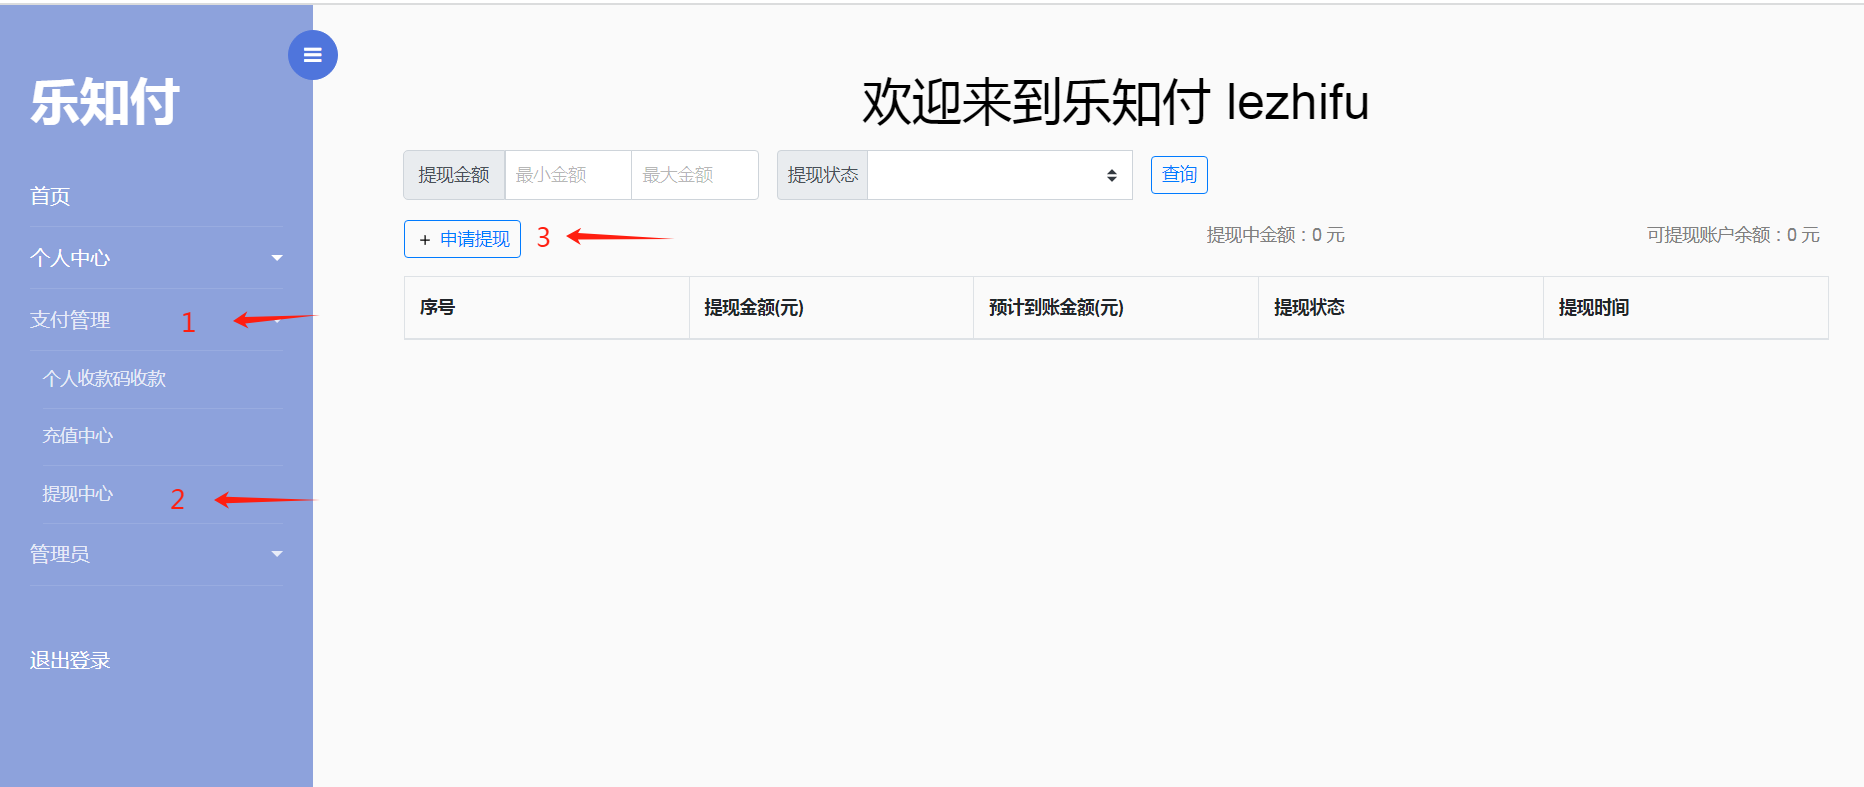 乐知付
首页
个人中心
支付管理 1
个人收款码收款
充值中心
提现中心 2
管理员
退出登录
欢迎来到乐知付 lezhifu
提现金额 最小金额 最大金额 提现状态 查询
+ 申请提现 3 提现中金额：0 元 可提现账户余额：0 元
序号 提现金额(元) 预计到账金额(元) 提现状态 提现时间